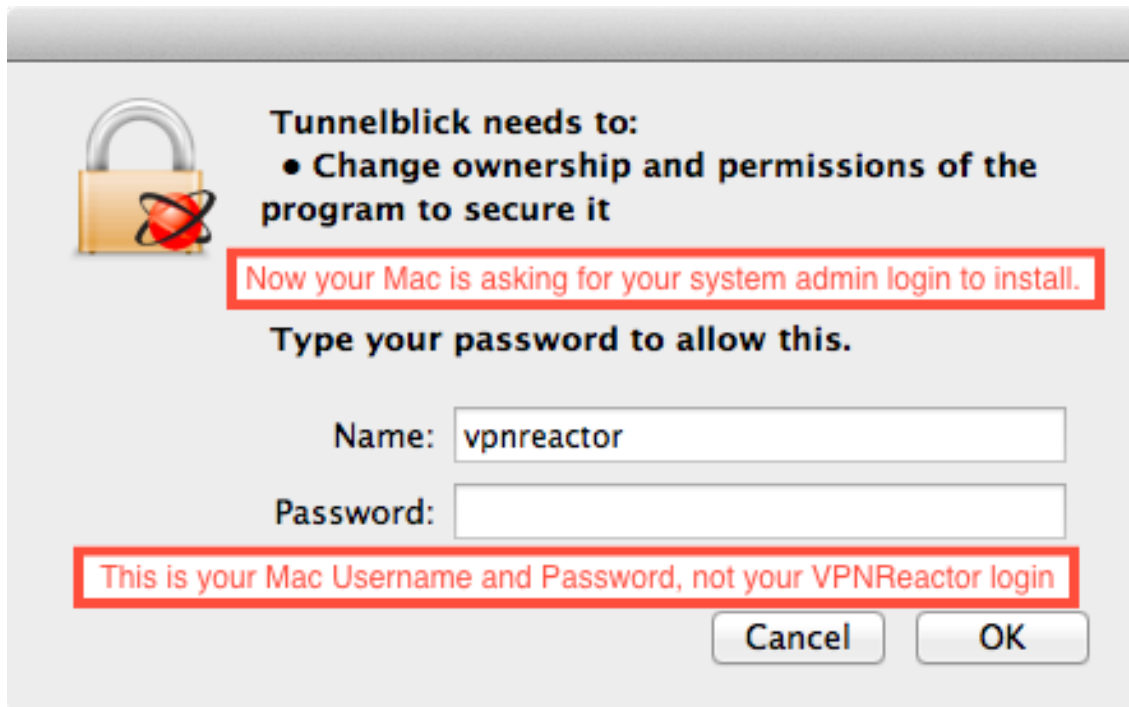 Tunnelblick needs to:
• Change ownership and permissions of the
program to secure it
Now your Mac is asking for your system admin login to install.
Type your password to allow this.
Name: vpnreactor
Password:
This is your Mac Username and Password, not your VPNReactor login
Cancel OK